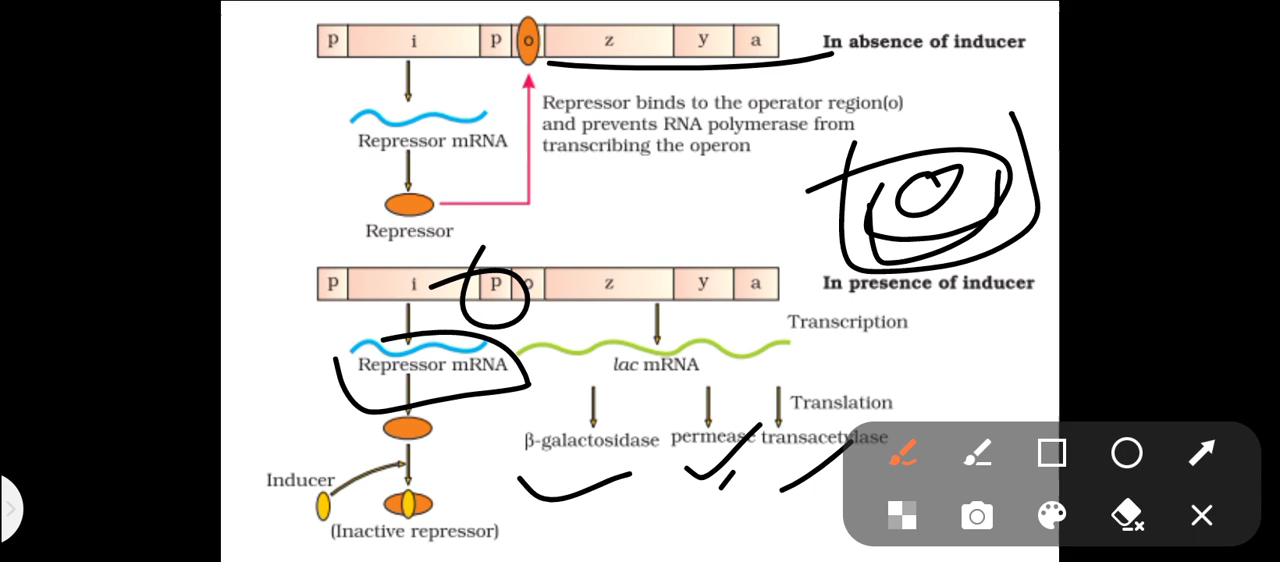 p i p o z y a In absence of inducer
Repressor binds to the operator region(o)
and prevents RNA polymerase from
transcribing the operon
Repressor mRNA
Repressor
p i p o z y a In presence of inducer
Transcription
Repressor mRNA lac mRNA
Translation
β-galactosidase permease transacetylase
Inducer
(Inactive repressor)